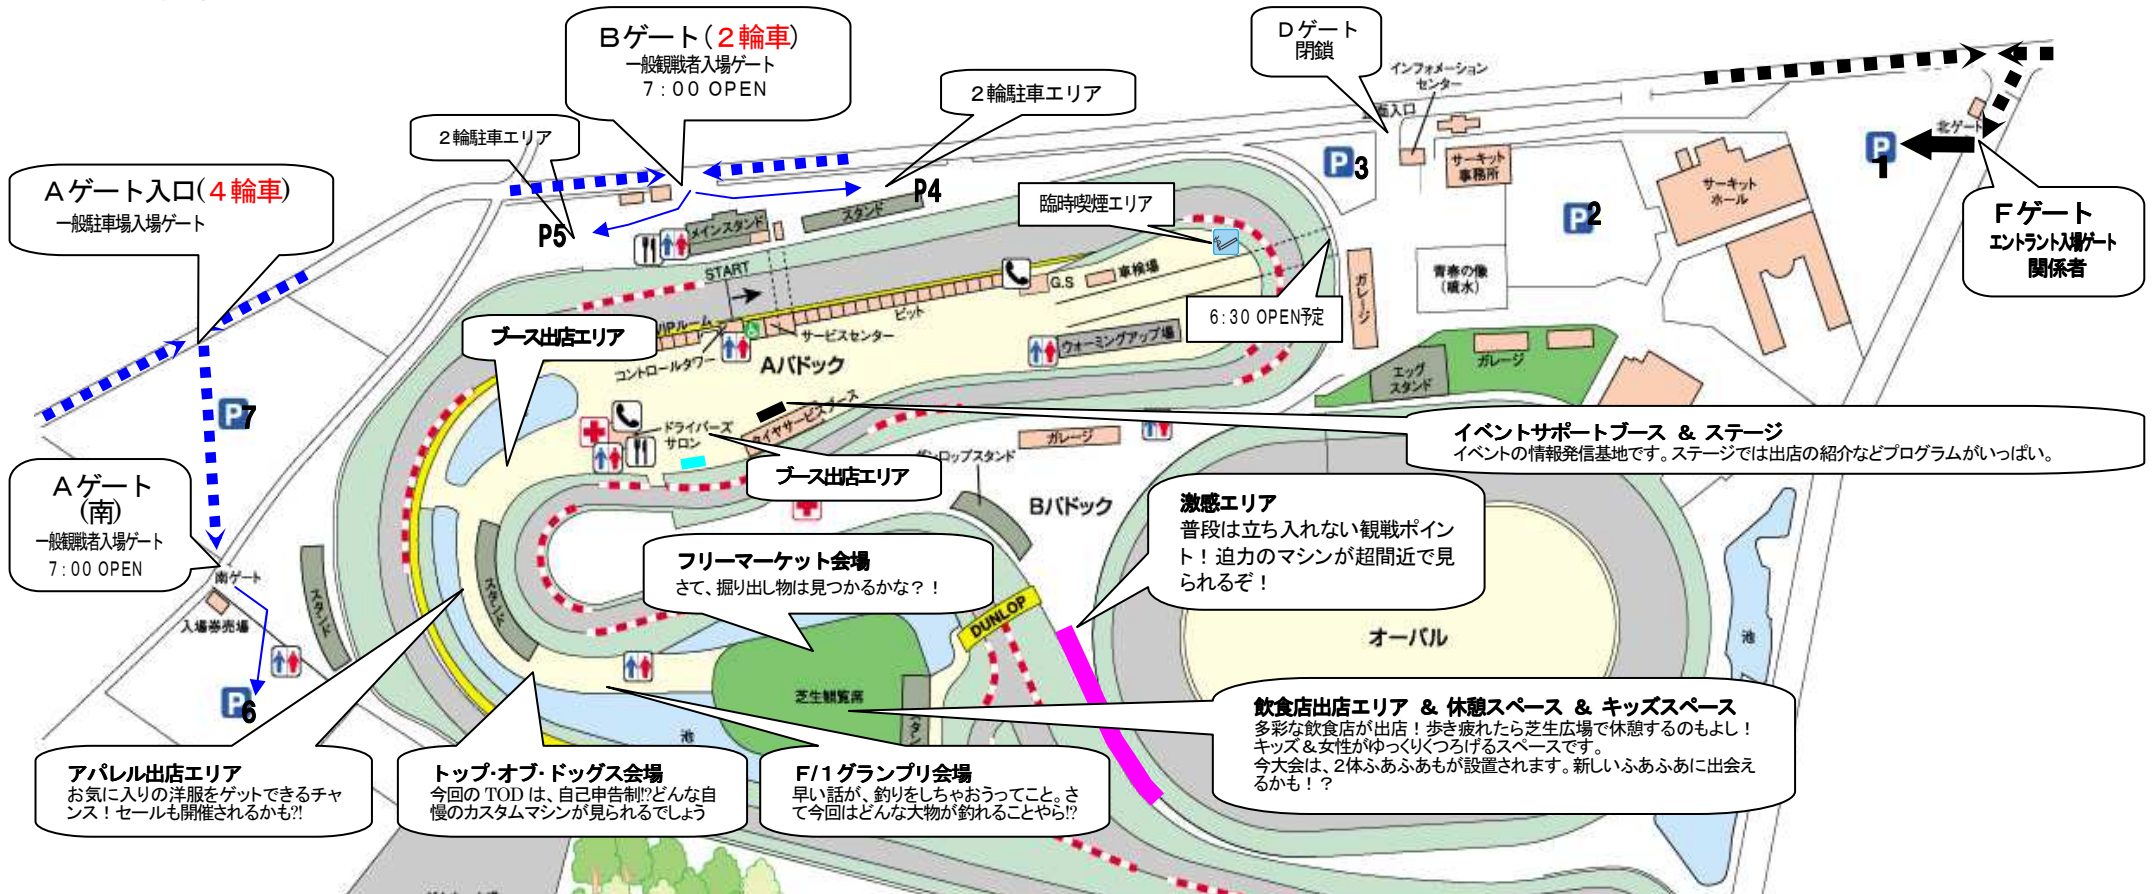 Bゲート(2輪車)
一般観戦者入場ゲート
7:00 OPEN
Dゲート
閉鎖
インフォメーション
センター
2輪駐車エリア
2輪駐車エリア
Aゲート入口(4輪車)
一般駐車場入場ゲート
北ゲート
P
1
P
3
サーキット
事務所
サーキット
ホール
P4
スタンド
臨時喫煙エリア
P
2
Fゲート
エントラント入場ゲート
関係者
P5
メインスタンド
START
車検場
G.S
ガレージ
青春の像
(噴水)
6:30 OPEN予定
VIPルーム
ピット
サービスセンター
コントロールタワー
ブース出店エリア
Aパドック
ウォーミングアップ場
エッグ
スタンド
ガレージ
P
7
タイヤサービスブース
ドライバーズ
サロン
ガレージ
イベントサポートブース & ステージ
イベントの情報発信基地です。ステージでは出店の紹介などプログラムがいっぱい。
ブース出店エリア
Aゲート
(南)
一般観戦者入場ゲート
7:00 OPEN
Bパドック
激感エリア
普段は立ち入れない観戦ポイン
ト!迫力のマシンが超間近で見
られるぞ!
フリーマーケット会場
さて、掘り出し物は見つかるかな?!
南ゲート
入場券売場
スタンド
スタンド
DUNLOP
オーバル
池
P
6
芝生観覧席
池
飲食店出店エリア & 休憩スペース & キッズスペース
多彩な飲食店が出店!歩き疲れたら芝生広場で休憩するのもよし!
キッズ&女性がゆっくりくつろげるスペースです。
今大会は、2体ふあふあもが設置されます。新しいふあふあに出会え
るかも!?
アパレル出店エリア
お気に入りの洋服をゲットできるチャ
ンス!セールも開催されるかも?!
トップ・オブ・ドッグス会場
今回の TOD は、自己申告制!?どんな自
慢のカスタムマシンが見られるでしょう
F/1グランプリ会場
早い話が、釣りをしちゃおうってこと。さ
て今回はどんな大物が釣れることやら!?